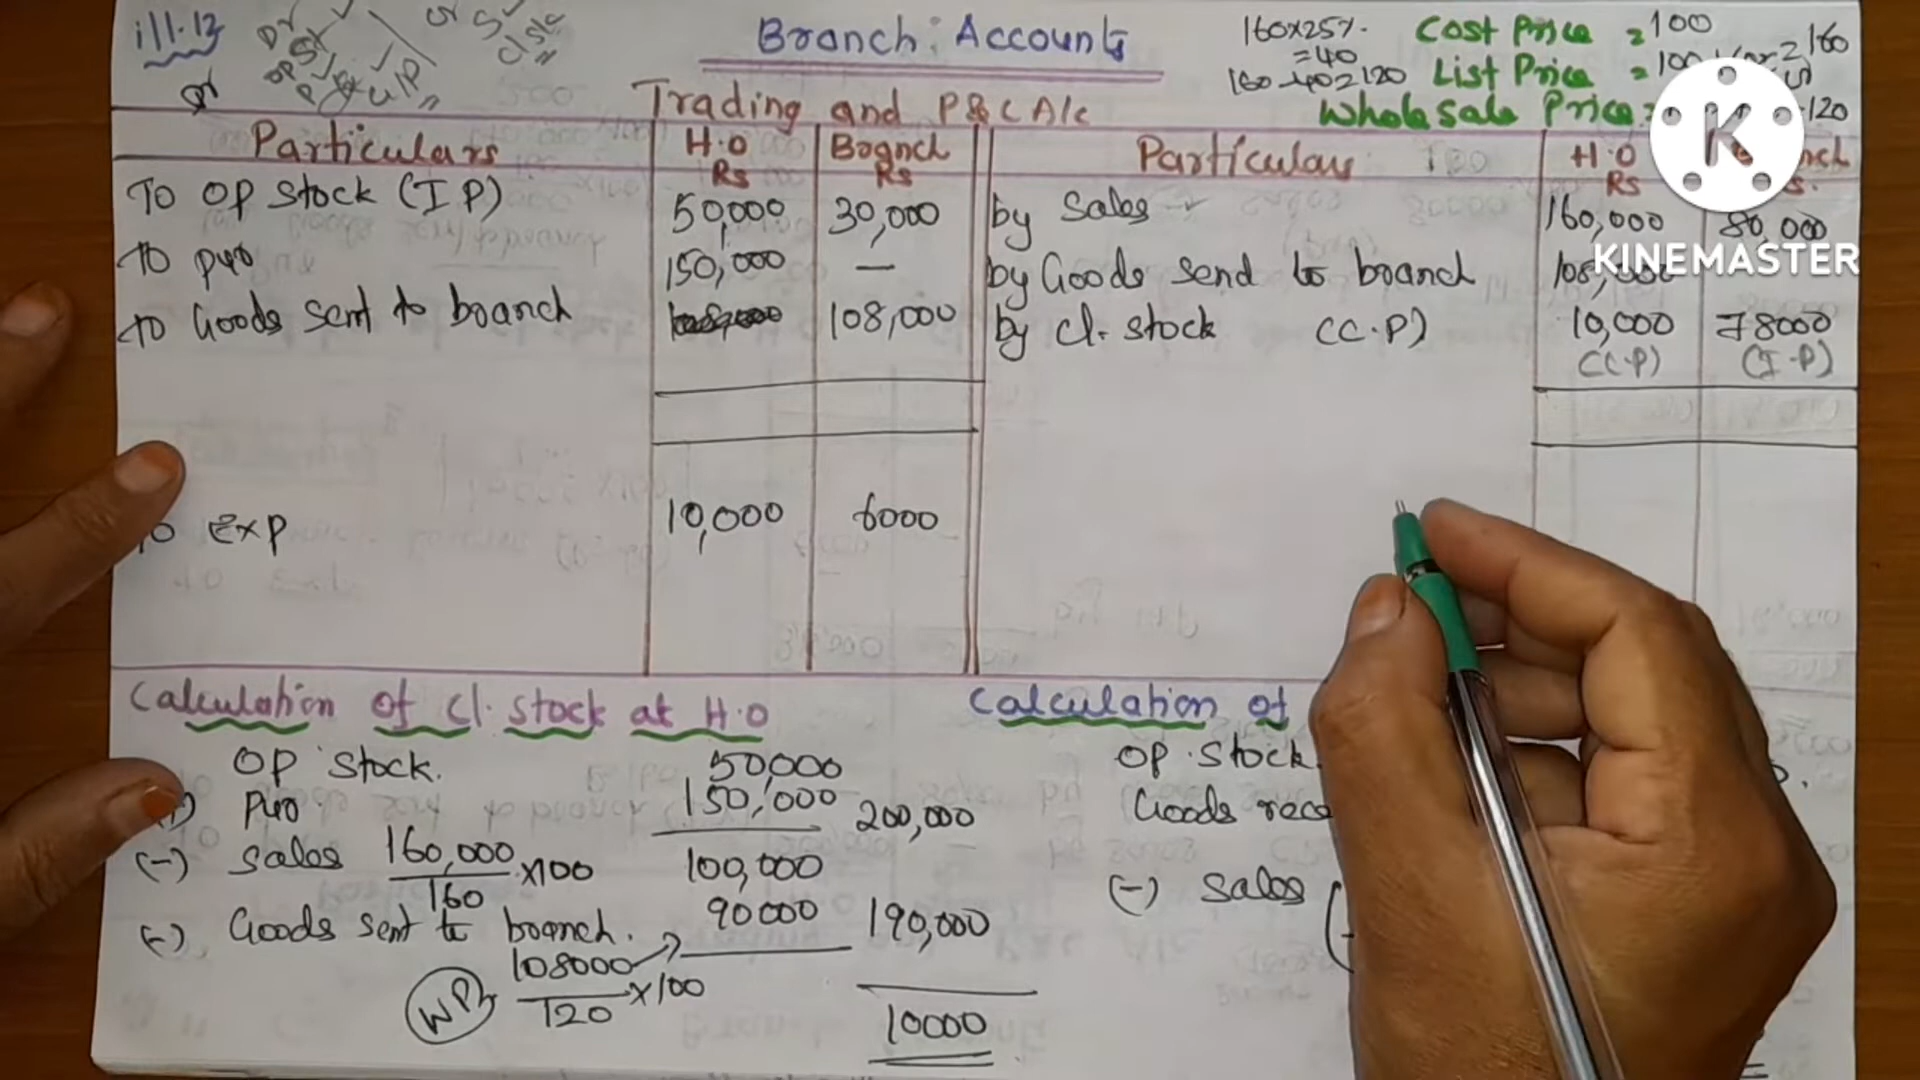 ill.13
Branch Accounts
160x25%
=40
160-40=120
Cost Price = 100
List Price = 100
160
Wholesale Price = 120
Trading and P&L A/c
Particulars H.O Rs Branch Rs Particulars H.O Rs
To OP Stock (I P) 50,000 30,000 by Sales 160,000 80,000
To pur 150,000 — by Goods send to branch 108,000
to Goods sent to branch 108,000 by Cl. Stock (C.P) 10,000 78000
(C.P) (I.P)
Exp 10,000 6000
Calculation of Cl. Stock at H.O
OP Stock. 50,000
Pur 150,000 200,000
(-) Sales 160,000/160 x100 100,000
(-) Goods sent to branch. 90000 190,000
108000/120 x100
WP
10000
Calculation of
OP. Stock
Goods rece
(-) Sales
K
KINEMASTER